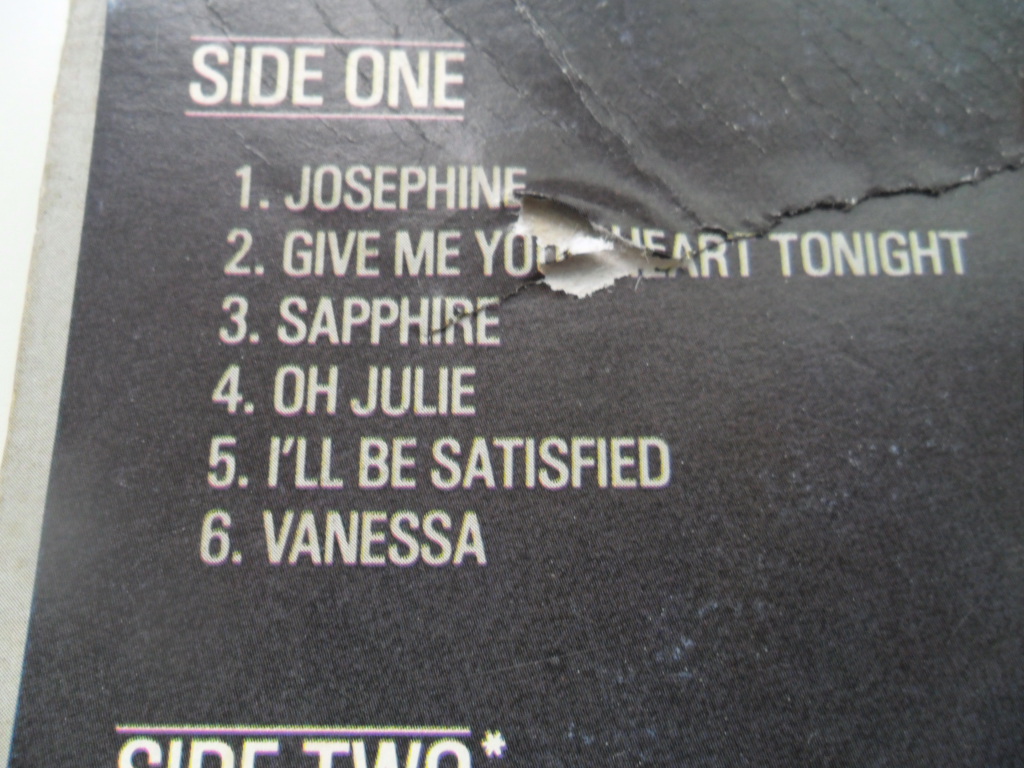 SIDE ONE
1. JOSEPHINE
2. GIVE ME HEART TONIGHT
3. SAPPHIRE
4. OH JULIE
5. I'LL BE SATISFIED
6. VANESSA
SIDE TWO*